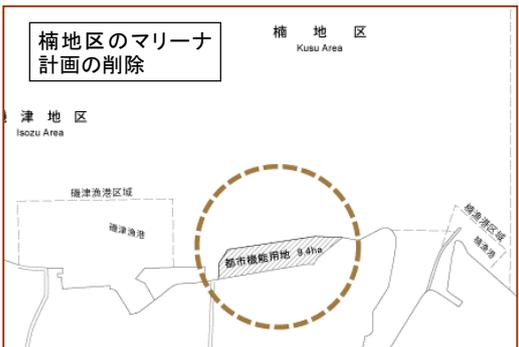 楠地区のマリーナ
計画の削除
楠 地 区
Kusu Area
津 地 区
Isozu Area
磯津漁港区域
磯津漁港
都市機能用地 9.4ha
楠漁港区域
楠漁港